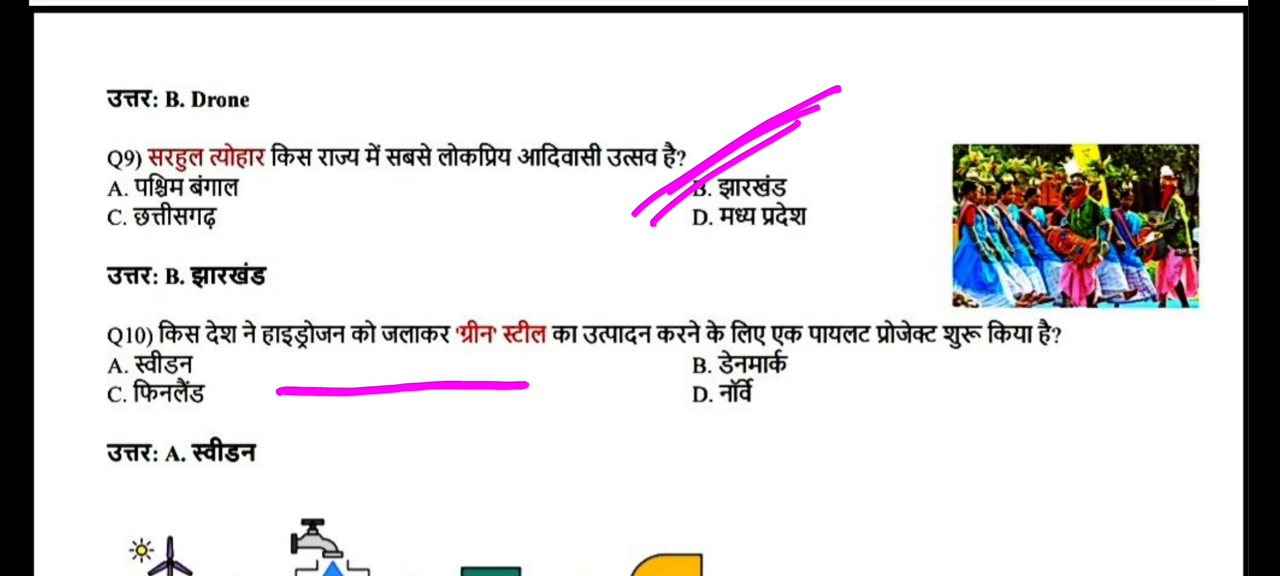 उत्तर: B. Drone
Q9) सरहुल त्योहार किस राज्य में सबसे लोकप्रिय आदिवासी उत्सव है?
A. पश्चिम बंगाल B. झारखंड
C. छत्तीसगढ़ D. मध्य प्रदेश
उत्तर: B. झारखंड
Q10) किस देश ने हाइड्रोजन को जलाकर 'ग्रीन' स्टील का उत्पादन करने के लिए एक पायलट प्रोजेक्ट शुरू किया है?
A. स्वीडन B. डेनमार्क
C. फिनलैंड D. नॉर्वे
उत्तर: A. स्वीडन